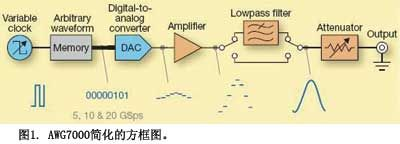 Variable clock
Arbitrary waveform
Digital-to-analog converter
Amplifier
Lowpass filter
Attenuator
Output
Memory
DAC
00000101
5, 10 & 20 GSps
图1. AWG7000简化的方框图。